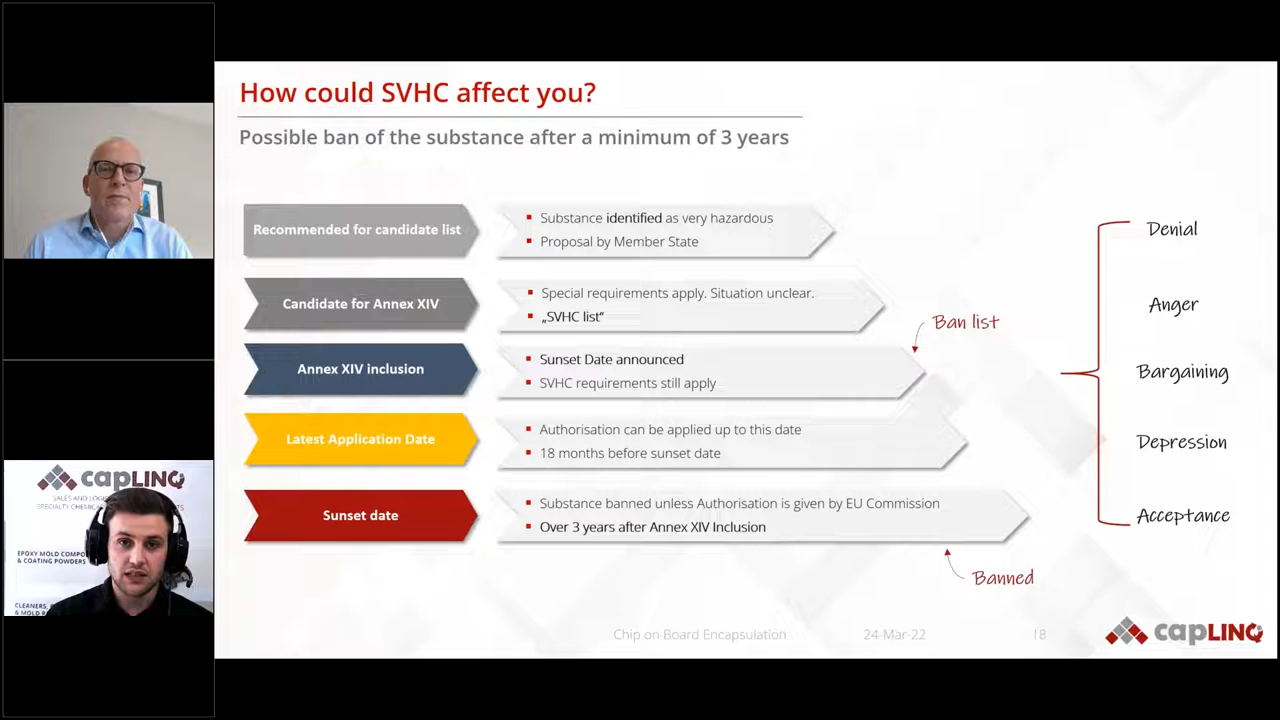 How could SVHC affect you?
Possible ban of the substance after a minimum of 3 years
Recommended for candidate list
Substance identified as very hazardous
Proposal by Member State
Denial
Candidate for Annex XIV
Special requirements apply. Situation unclear.
„SVHC list“
Anger
Ban list
Annex XIV inclusion
Sunset Date announced
SVHC requirements still apply
Bargaining
Latest Application Date
Authorisation can be applied up to this date
18 months before sunset date
Depression
Sunset date
Substance banned unless Authorisation is given by EU Commission
Over 3 years after Annex XIV Inclusion
Acceptance
Banned
Chip on Board Encapsulation
24-Mar-22
18
CAPLINQ
CAPLINQ
SALES AND
SPECIALTY
EPOXY MOLD
& COATING POWDERS
CLEANERS,
& MOLD